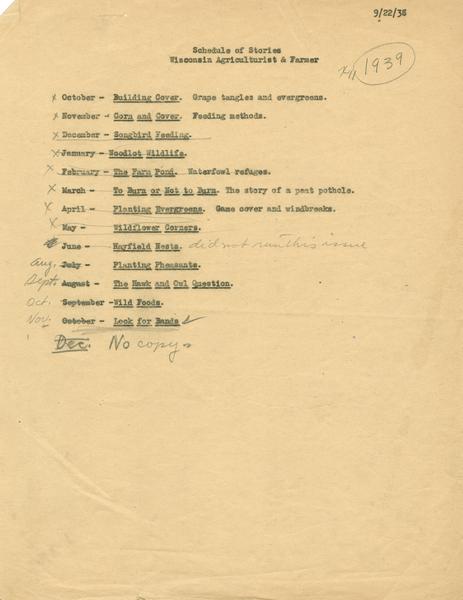 9/22/38
Schedule of Stories
Wisconsin Agriculturist & Farmer
1939
x October - Building Cover. Grape tangles and evergreens.
x November - Corn and Cover. Feeding methods.
x December - Songbird Feeding.
x January - Woodlot Wildlife.
x February - The Farm Pond. Waterfowl refuges.
x March - To Burn or Not to Burn. The story of a peat pothole.
x April - Planting Evergreens. Game cover and windbreaks.
x May - Wildflower Corners.
June - Hayfield Nests. did not run this issue
Aug. July - Planting Pheasants.
Sept. August - The Hawk and Owl Question.
Oct. September - Wild Foods.
Nov. October - Look for Bands
Dec. No copy